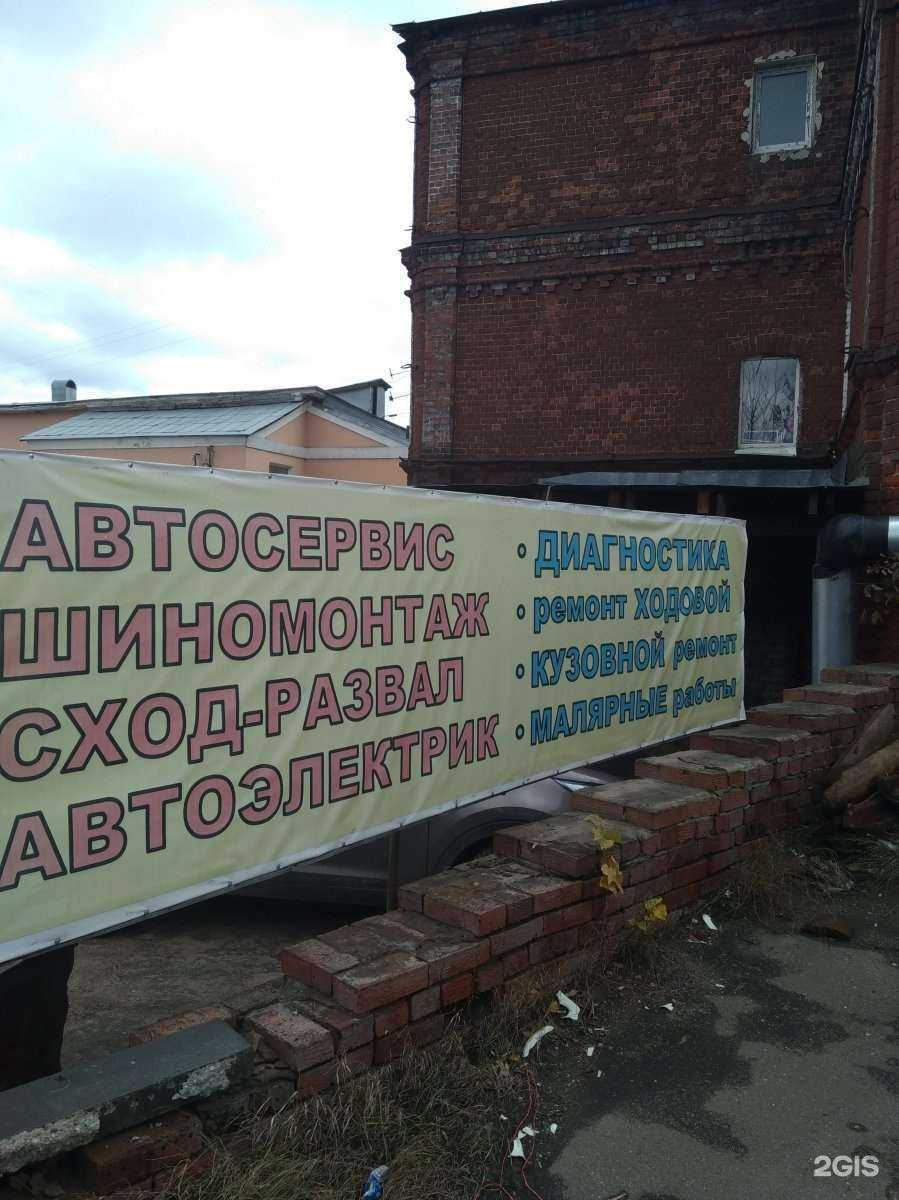 АВТОСЕРВИС
ШИНОМОНТАЖ
СХОД-РАЗВАЛ
АВТОЭЛЕКТРИК
• ДИАГНОСТИКА
• ремонт ХОДОВОЙ
• КУЗОВНОЙ ремонт
• МАЛЯРНЫЕ работы
2GIS